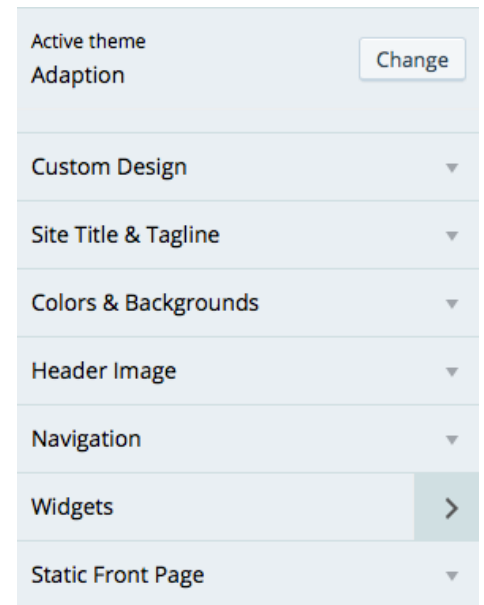 Active theme
Adaption
Change
Custom Design
Site Title & Tagline
Colors & Backgrounds
Header Image
Navigation
Widgets
Static Front Page